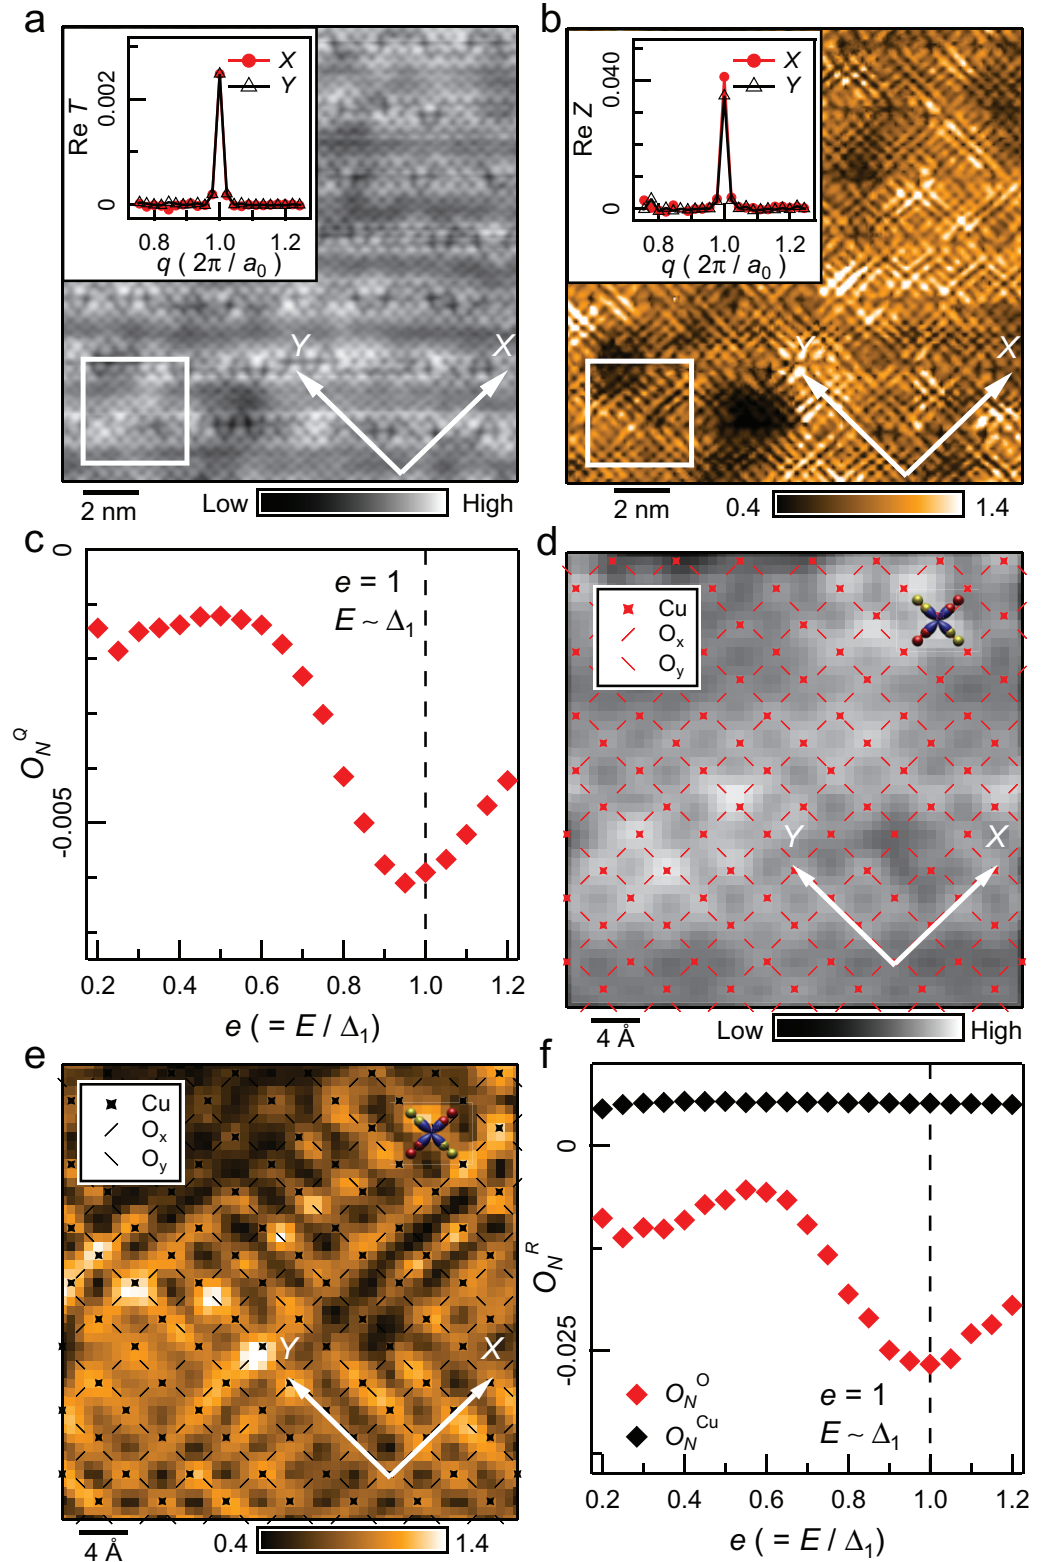 a
Re T
0.002
0
X
Y
0.8 1.0 1.2
q ( 2π / a₀ )
Y X
2 nm
Low High
b
Re Z
0.040
0
X
Y
0.8 1.0 1.2
q ( 2π / a₀ )
Y X
2 nm
0.4 1.4
c
0
-0.005
O_N^Q
e = 1
E ~ Δ₁
0.2 0.4 0.6 0.8 1.0 1.2
e ( = E / Δ₁)
d
Cu
Oₓ
O_y
Y X
4 Å
Low High
e
Cu
Oₓ
O_y
Y X
4 Å
0.4 1.4
f
0
-0.025
O_N^R
O_N^O
O_N^Cu
e = 1
E ~ Δ₁
0.2 0.4 0.6 0.8 1.0 1.2
e ( = E / Δ₁)